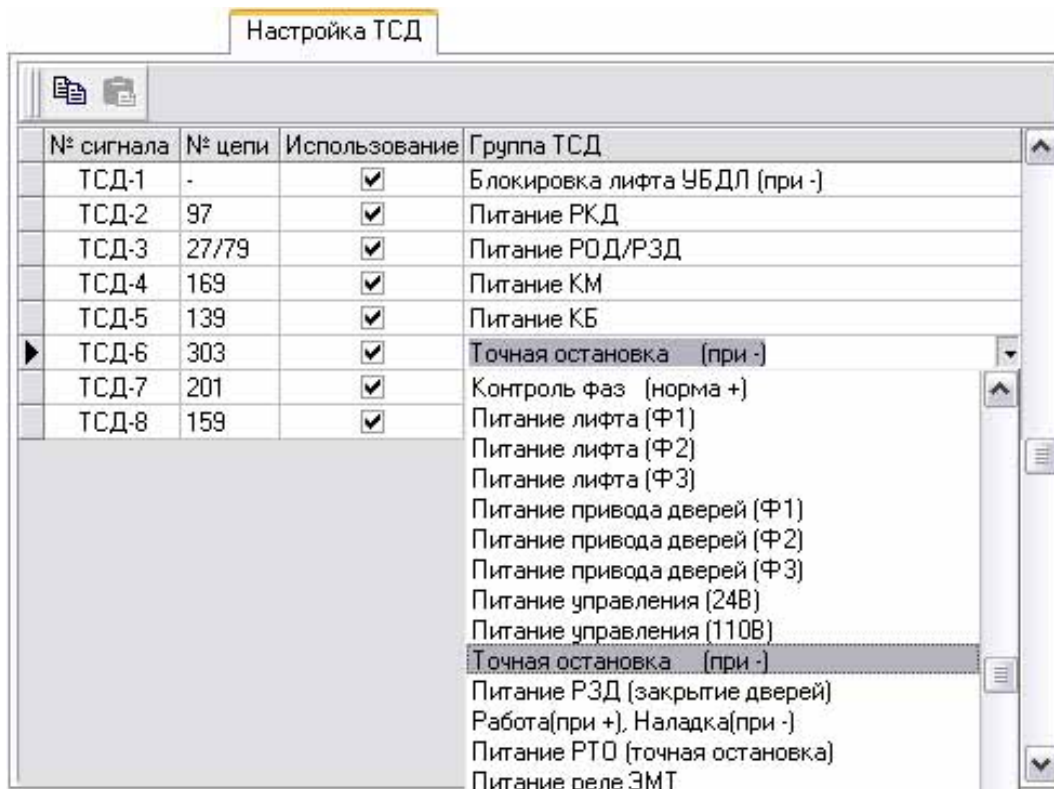 Настройка ТСД
№ сигнала № цепи Использование Группа ТСД
ТСД-1 - Блокировка лифта УБДЛ (при -)
ТСД-2 97 Питание РКД
ТСД-3 27/79 Питание РОД/РЗД
ТСД-4 169 Питание КМ
ТСД-5 139 Питание КБ
ТСД-6 303 Точная остановка (при -)
ТСД-7 201
ТСД-8 159
Контроль фаз (норма +)
Питание лифта (Ф1)
Питание лифта (Ф2)
Питание лифта (Ф3)
Питание привода дверей (Ф1)
Питание привода дверей (Ф2)
Питание привода дверей (Ф3)
Питание управления (24В)
Питание управления (110В)
Точная остановка (при -)
Питание РЗД (закрытие дверей)
Работа(при +), Наладка(при -)
Питание РТО (точная остановка)
Питание реле ЭМТ